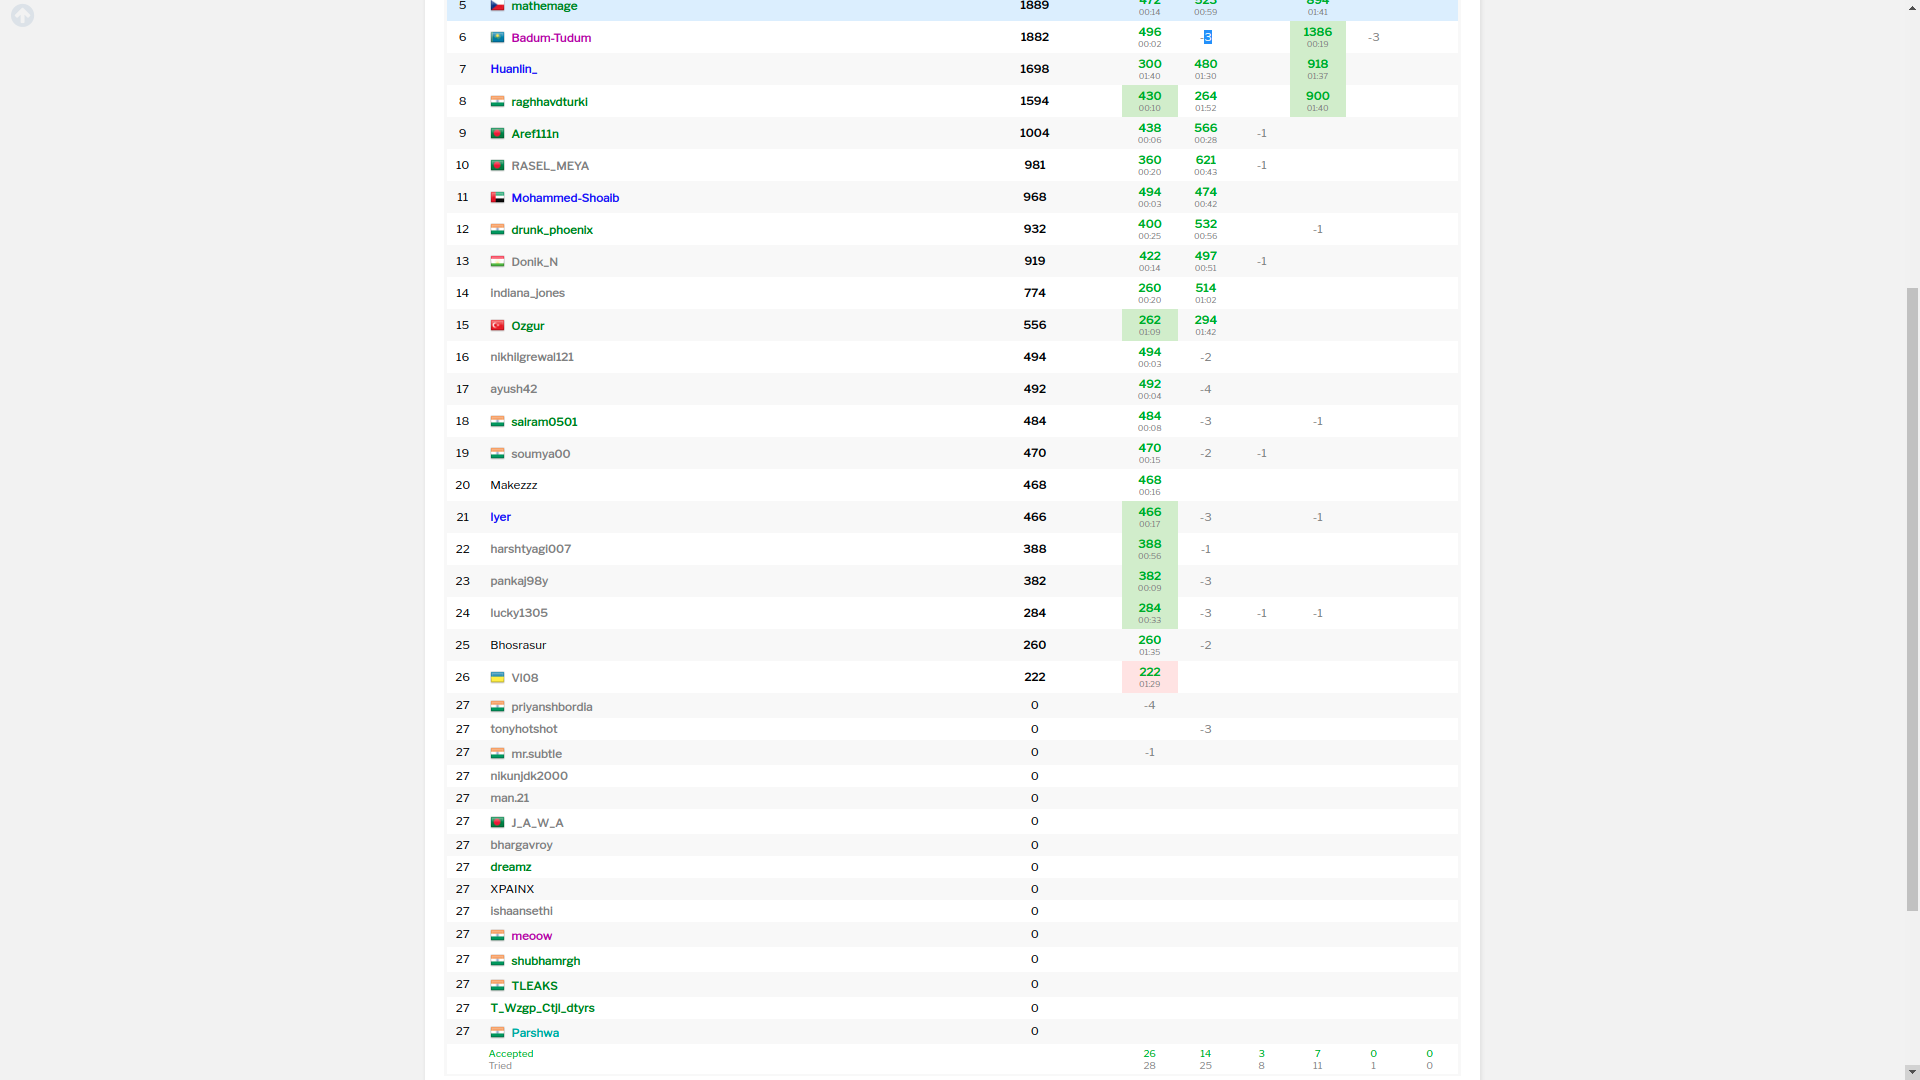 5 mathemage 1889 472 523 894
00:14 00:59 01:41
6 Badum-Tudum 1882 496 -3 1386 -3
00:02 00:19
7 Huanlin_ 1698 300 480 918
01:40 01:30 01:37
8 raghhavdturki 1594 430 264 900
00:10 01:52 01:40
9 Aref111n 1004 438 566 -1
00:06 00:28
10 RASEL_MEYA 981 360 621 -1
00:20 00:43
11 Mohammed-Shoaib 968 494 474
00:03 00:42
12 drunk_phoenix 932 400 532 -1
00:25 00:56
13 Donik_N 919 422 497 -1
00:14 00:51
14 indiana_jones 774 260 514
00:20 01:02
15 Ozgur 556 262 294
01:09 01:42
16 nikhilgrewal121 494 494 -2
00:03
17 ayush42 492 492 -4
00:04
18 sairam0501 484 484 -3 -1
00:08
19 soumya00 470 470 -2 -1
00:15
20 Makezzz 468 468
00:16
21 Iyer 466 466 -3 -1
00:17
22 harshtyagi007 388 388 -1
00:56
23 pankaj98y 382 382 -3
00:09
24 lucky1305 284 284 -3 -1 -1
00:33
25 Bhosrasur 260 260 -2
01:35
26 Vl08 222 222
01:29
27 priyanshbordia 0 -4
27 tonyhotshot 0 -3
27 mr.subtle 0 -1
27 nikunjdk2000 0
27 man.21 0
27 J_A_W_A 0
27 bhargavroy 0
27 dreamz 0
27 XPAINX 0
27 ishaansethi 0
27 meoow 0
27 shubhamrgh 0
27 TLEAKS 0
27 T_Wzgp_Ctjl_dtyrs 0
27 Parshwa 0
Accepted 26 14 3 7 0 0
Tried 28 25 8 11 1 0